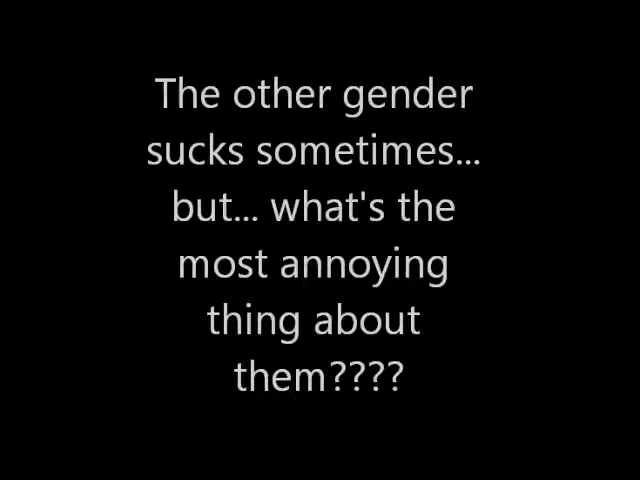 The other gender
sucks sometimes...
but... what's the
most annoying
thing about
them????